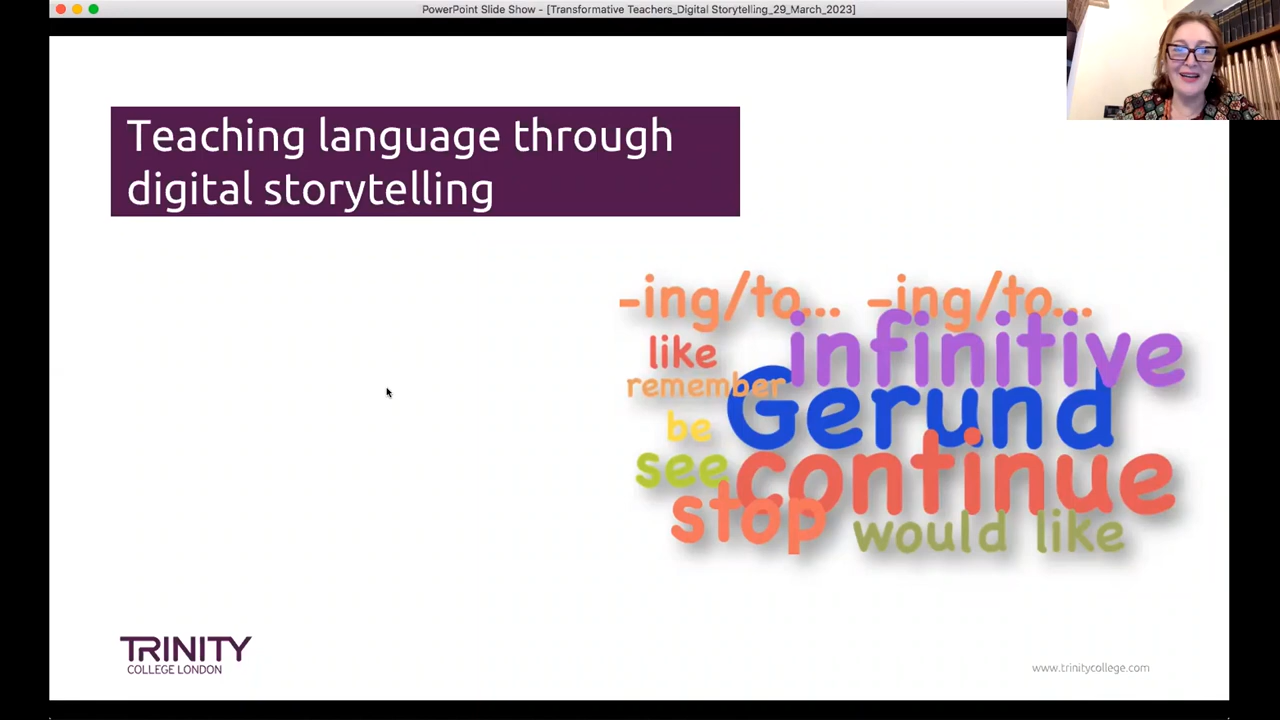 PowerPoint Slide Show - [Transformative Teachers_Digital Storytelling_29_March_2023]
Teaching language through
digital storytelling
-ing/to... -ing/to...
like infinitive
remember
be Gerund
see continue
stop would like
TRINITY
COLLEGE LONDON
www.trinitycollege.com